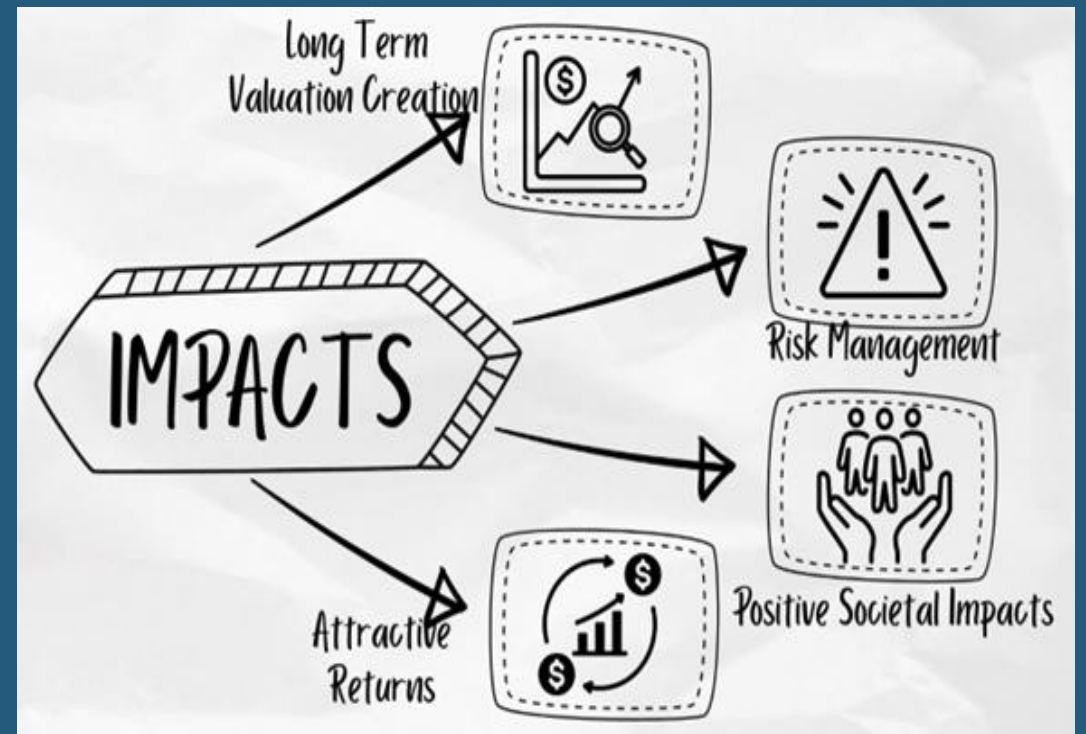 Long Term
Valuation Creation
Risk Management
IMPACTS
Positive Societal Impacts
Attractive
Returns